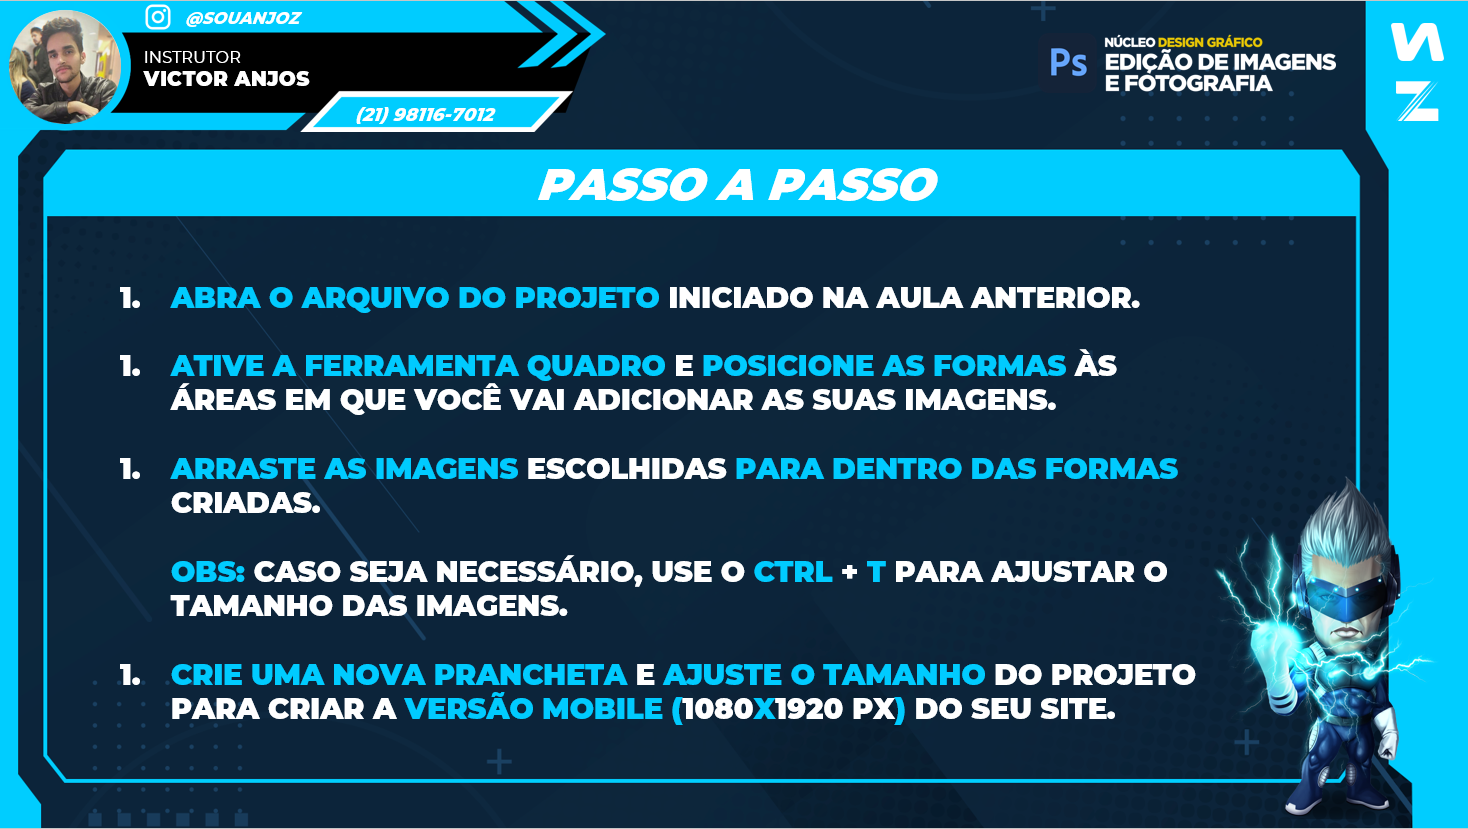 @SOUANJOZ
INSTRUTOR
VICTOR ANJOS
(21) 98116-7012
Ps
NÚCLEO DESIGN GRÁFICO
EDIÇÃO DE IMAGENS
E FOTOGRAFIA
PASSO A PASSO
1. ABRA O ARQUIVO DO PROJETO INICIADO NA AULA ANTERIOR.
1. ATIVE A FERRAMENTA QUADRO E POSICIONE AS FORMAS ÀS
ÁREAS EM QUE VOCÊ VAI ADICIONAR AS SUAS IMAGENS.
1. ARRASTE AS IMAGENS ESCOLHIDAS PARA DENTRO DAS FORMAS
CRIADAS.
OBS: CASO SEJA NECESSÁRIO, USE O CTRL + T PARA AJUSTAR O
TAMANHO DAS IMAGENS.
1. CRIE UMA NOVA PRANCHETA E AJUSTE O TAMANHO DO PROJETO
PARA CRIAR A VERSÃO MOBILE (1080X1920 PX) DO SEU SITE.